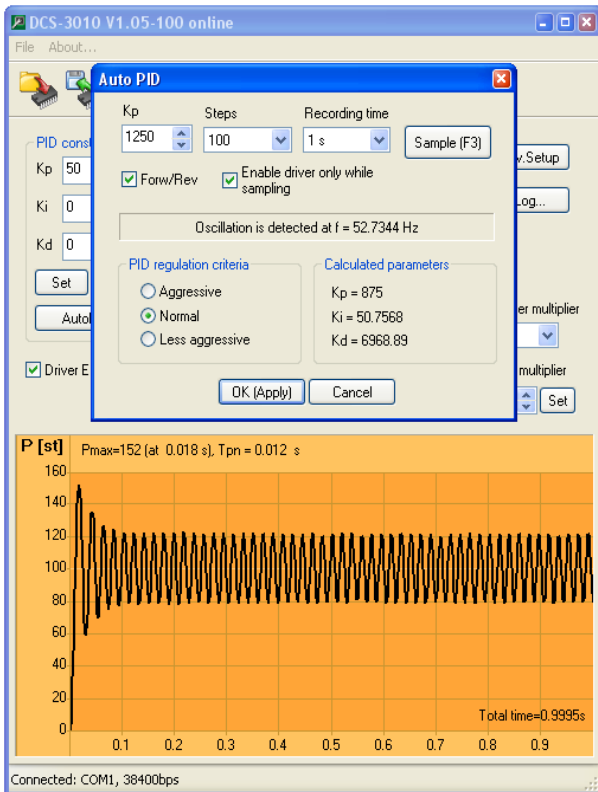 DCS-3010 V1.05-100 online
File About...
Auto PID
Kp Steps Recording time
1250 100 1 s Sample (F3)
Forw/Rev Enable driver only while
sampling
Oscillation is detected at f = 52.7344 Hz
PID regulation criteria Calculated parameters
Aggressive Kp = 875
Normal Ki = 50.7568
Less aggressive Kd = 6968.89
OK (Apply) Cancel
PID const
Kp 50
Ki 0
Kd 0
Set
Auto
Driver E
v.Setup
Log...
er multiplier
multiplier
Set
P [st] Pmax=152 (at 0.018 s), Tpn = 0.012 s
160
140
120
100
80
60
40
20
0
Total time=0.9995s
0.1 0.2 0.3 0.4 0.5 0.6 0.7 0.8 0.9
Connected: COM1, 38400bps